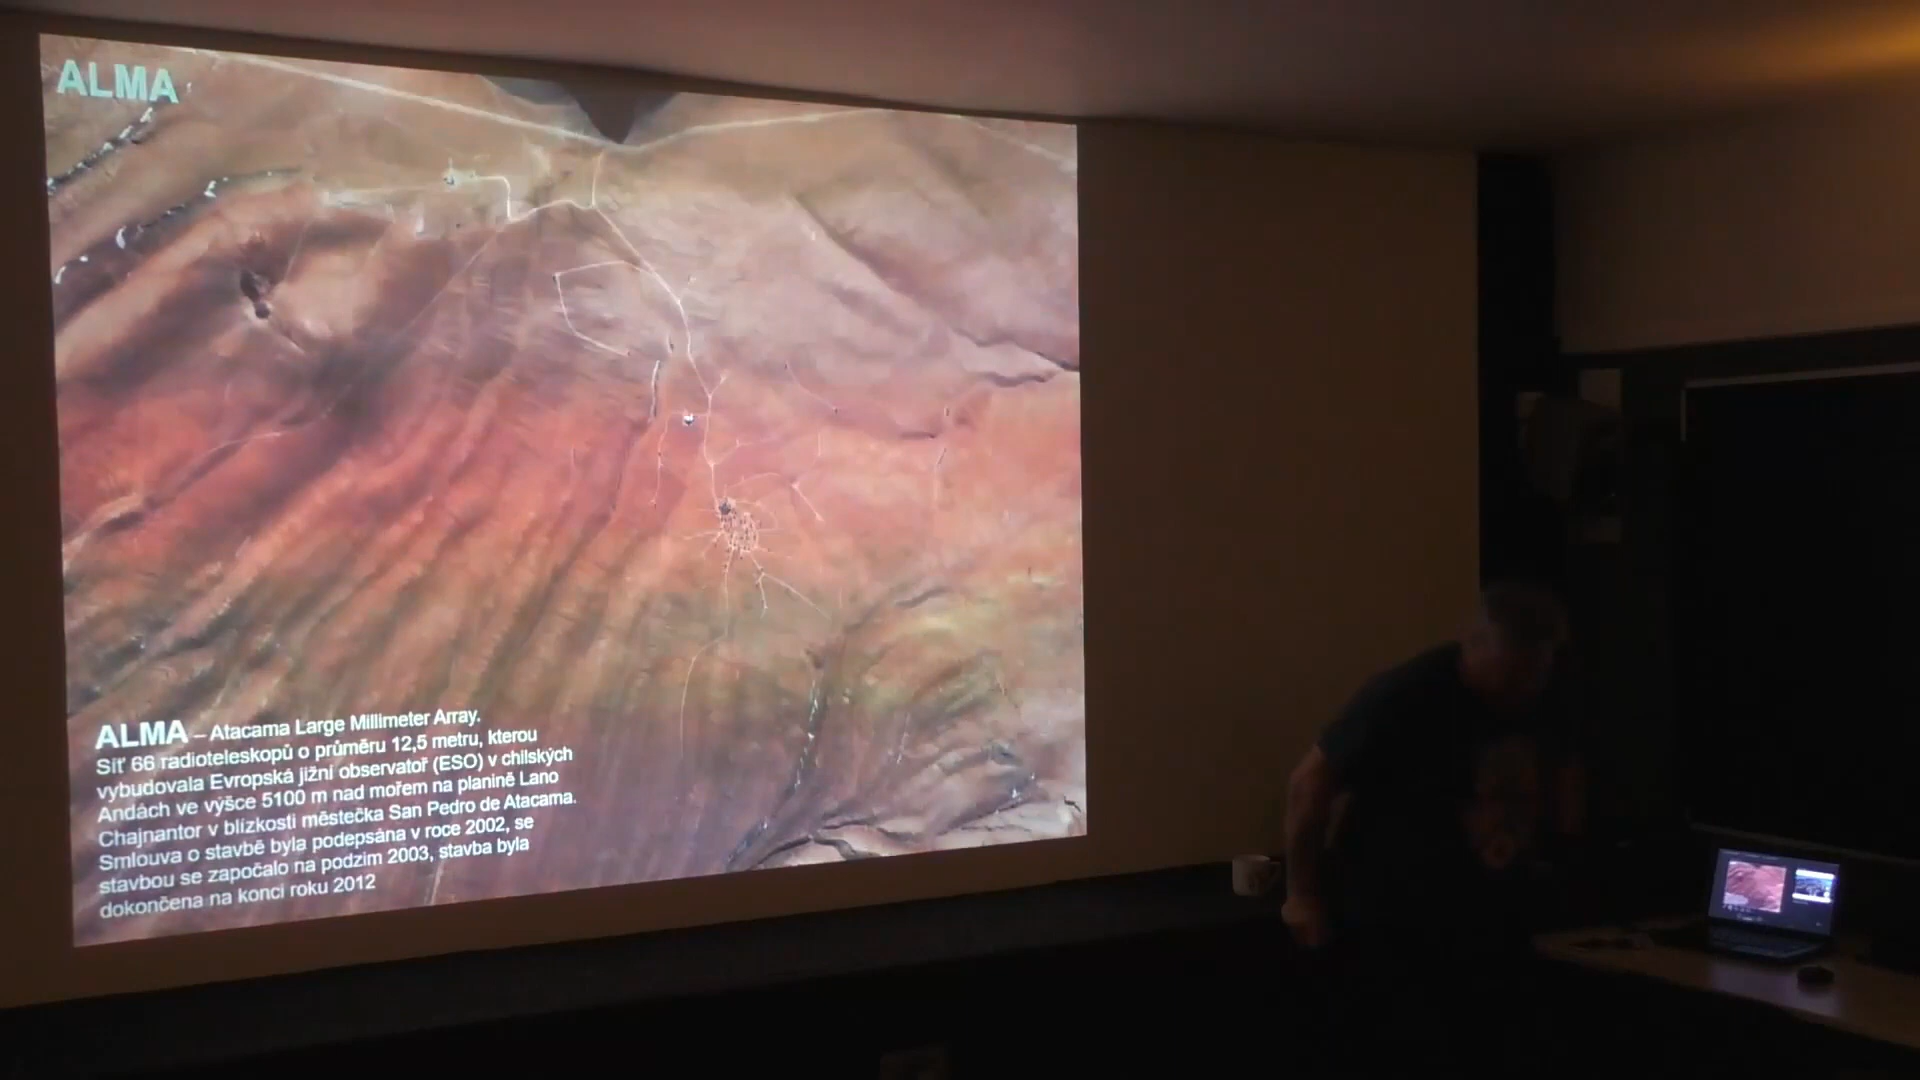 ALMA
ALMA – Atacama Large Millimeter Array.
Síť 66 radioteleskopů o průměru 12,5 metru, kterou
vybudovala Evropská jižní observatoř (ESO) v chilských
Andách ve výšce 5100 m nad mořem na planině Lano
Chajnantor v blízkosti městečka San Pedro de Atacama.
Smlouva o stavbě byla podepsána v roce 2002, se
stavbou se započalo na podzim 2003, stavba byla
dokončena na konci roku 2012